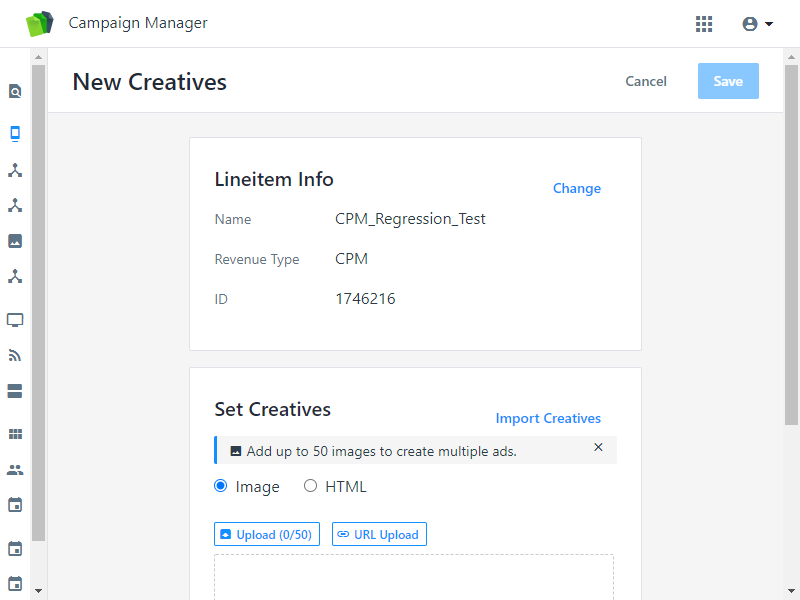 Campaign Manager
New Creatives
Cancel
Save
Lineitem Info
Change
Name
CPM_Regression_Test
Revenue Type
CPM
ID
1746216
Set Creatives
Import Creatives
Add up to 50 images to create multiple ads.
Image
HTML
Upload (0/50)
URL Upload